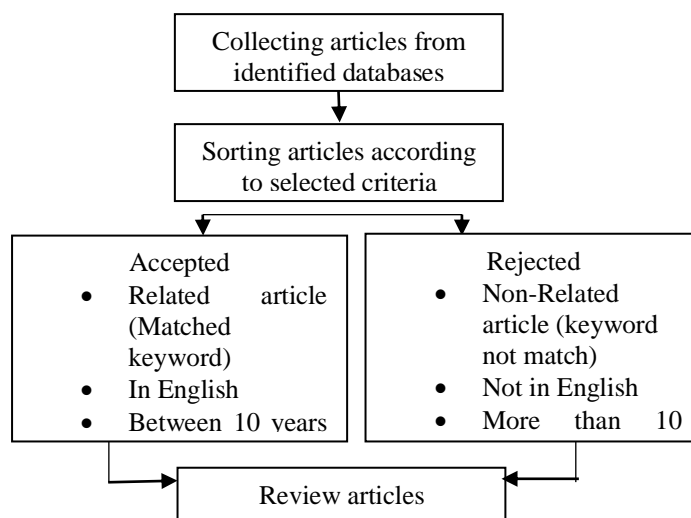 Collecting articles from
identified databases
Sorting articles according
to selected criteria
Accepted
• Related article
(Matched
keyword)
• In English
• Between 10 years
Rejected
• Non-Related
article (keyword
not match)
• Not in English
• More than 10
Review articles